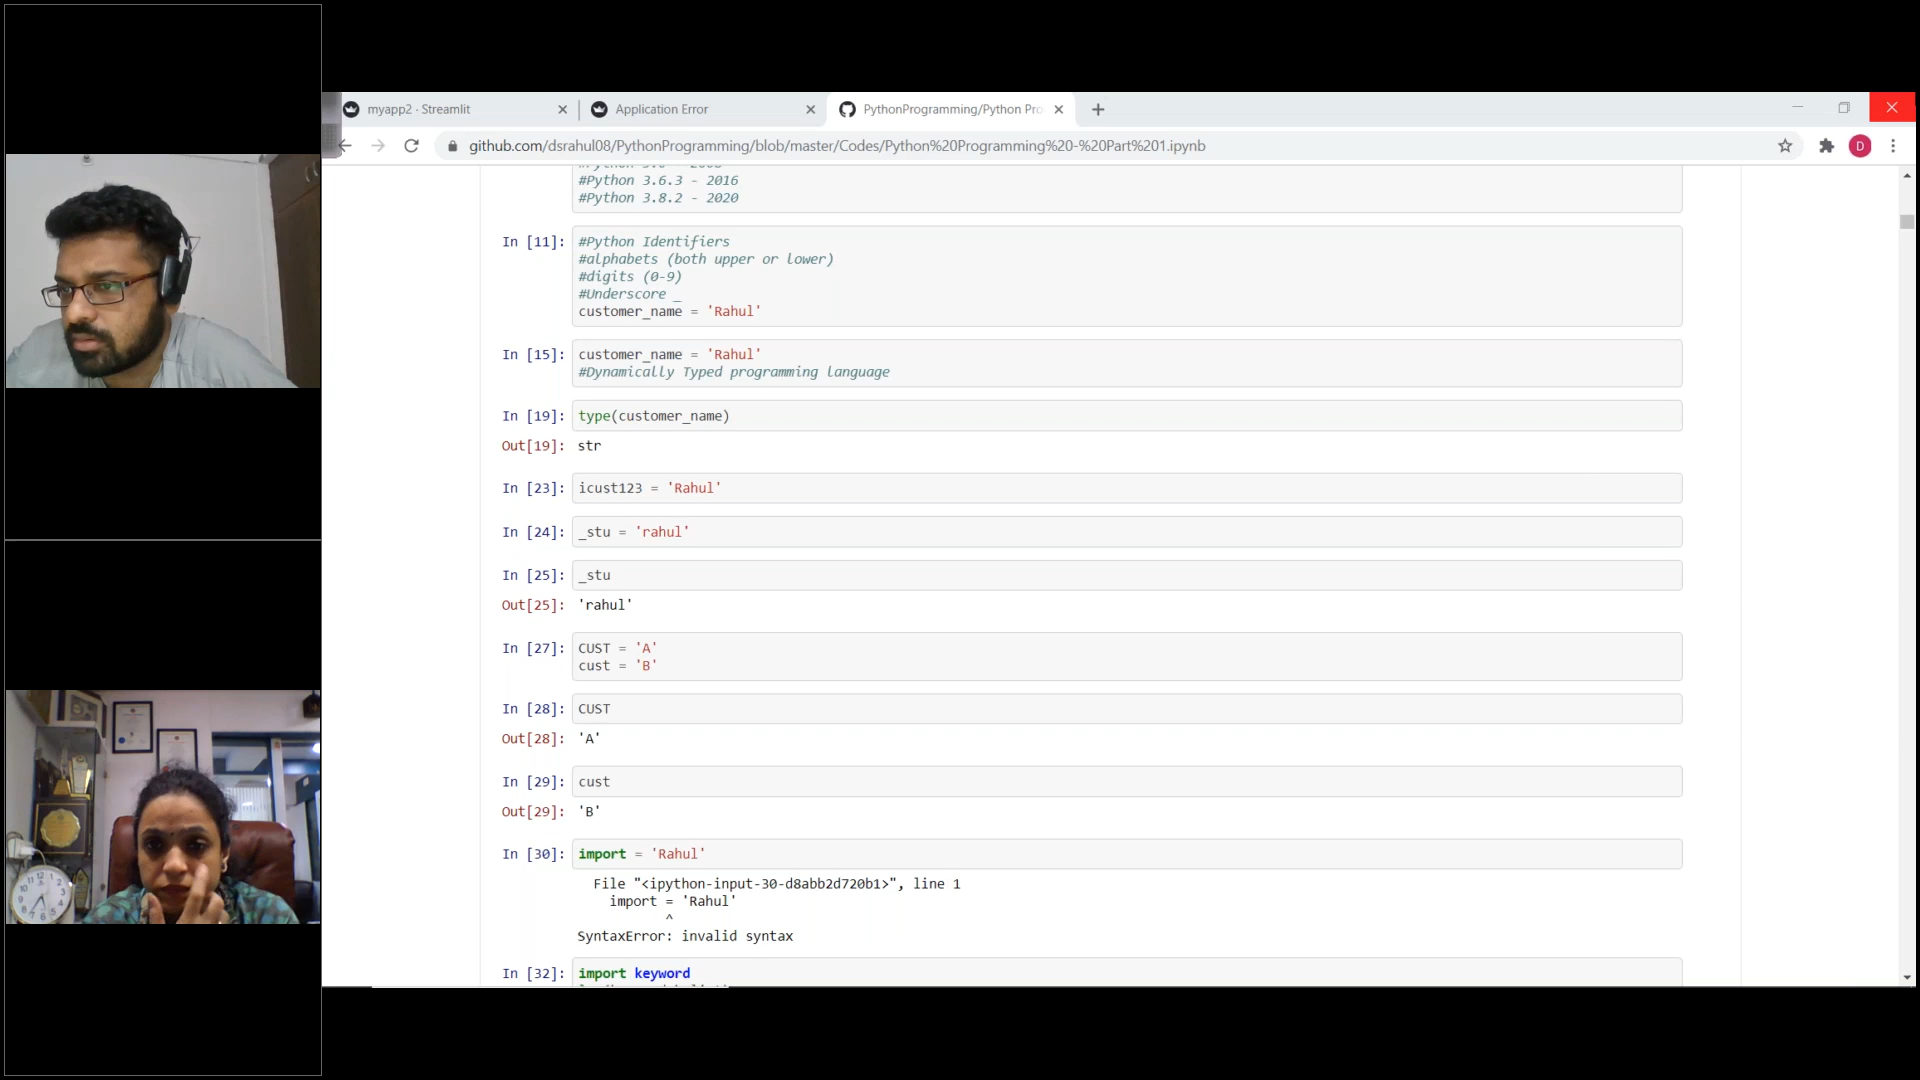 myapp2 · Streamlit
Application Error
PythonProgramming/Python Pro
github.com/dsrahul08/PythonProgramming/blob/master/Codes/Python%20Programming%20-%20Part%201.ipynb
D
#Python 3.6.3 - 2016
#Python 3.8.2 - 2020
In [11]: #Python Identifiers
#alphabets (both upper or lower)
#digits (0-9)
#Underscore _
customer_name = 'Rahul'
In [15]: customer_name = 'Rahul'
#Dynamically Typed programming language
In [19]: type(customer_name)
Out[19]: str
In [23]: icust123 = 'Rahul'
In [24]: _stu = 'rahul'
In [25]: _stu
Out[25]: 'rahul'
In [27]: CUST = 'A'
cust = 'B'
In [28]: CUST
Out[28]: 'A'
In [29]: cust
Out[29]: 'B'
In [30]: import = 'Rahul'
File "<ipython-input-30-d8abb2d720b1>", line 1
import = 'Rahul'
^
SyntaxError: invalid syntax
In [32]: import keyword